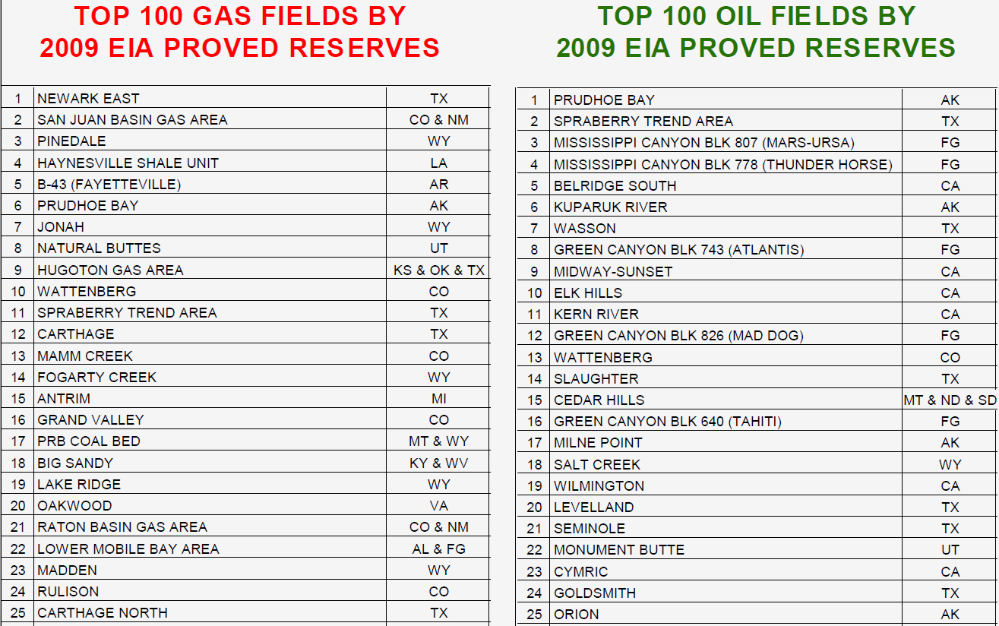 TOP 100 GAS FIELDS BY
2009 EIA PROVED RESERVES
1 NEWARK EAST TX
2 SAN JUAN BASIN GAS AREA CO & NM
3 PINEDALE WY
4 HAYNESVILLE SHALE UNIT LA
5 B-43 (FAYETTEVILLE) AR
6 PRUDHOE BAY AK
7 JONAH WY
8 NATURAL BUTTES UT
9 HUGOTON GAS AREA KS & OK & TX
10 WATTENBERG CO
11 SPRABERRY TREND AREA TX
12 CARTHAGE TX
13 MAMM CREEK CO
14 FOGARTY CREEK WY
15 ANTRIM MI
16 GRAND VALLEY CO
17 PRB COAL BED MT & WY
18 BIG SANDY KY & WV
19 LAKE RIDGE WY
20 OAKWOOD VA
21 RATON BASIN GAS AREA CO & NM
22 LOWER MOBILE BAY AREA AL & FG
23 MADDEN WY
24 RULISON CO
25 CARTHAGE NORTH TX
TOP 100 OIL FIELDS BY
2009 EIA PROVED RESERVES
1 PRUDHOE BAY AK
2 SPRABERRY TREND AREA TX
3 MISSISSIPPI CANYON BLK 807 (MARS-URSA) FG
4 MISSISSIPPI CANYON BLK 778 (THUNDER HORSE) FG
5 BELRIDGE SOUTH CA
6 KUPARUK RIVER AK
7 WASSON TX
8 GREEN CANYON BLK 743 (ATLANTIS) FG
9 MIDWAY-SUNSET CA
10 ELK HILLS CA
11 KERN RIVER CA
12 GREEN CANYON BLK 826 (MAD DOG) FG
13 WATTENBERG CO
14 SLAUGHTER TX
15 CEDAR HILLS MT & ND & SD
16 GREEN CANYON BLK 640 (TAHITI) FG
17 MILNE POINT AK
18 SALT CREEK WY
19 WILMINGTON CA
20 LEVELLAND TX
21 SEMINOLE TX
22 MONUMENT BUTTE UT
23 CYMRIC CA
24 GOLDSMITH TX
25 ORION AK